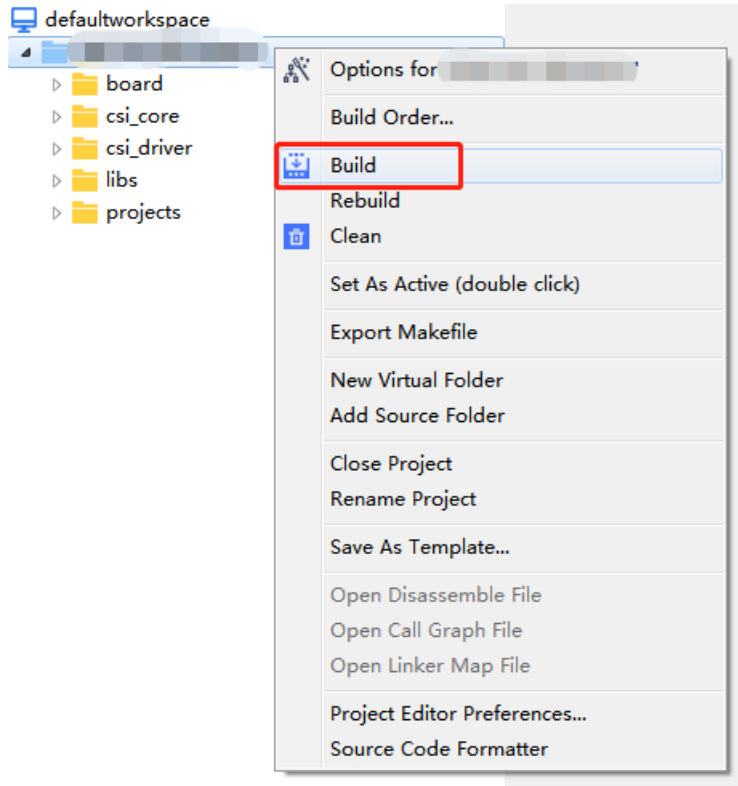 defaultworkspace
board
csi_core
csi_driver
libs
projects
Options for
Build Order...
Build
Rebuild
Clean
Set As Active (double click)
Export Makefile
New Virtual Folder
Add Source Folder
Close Project
Rename Project
Save As Template...
Open Disassemble File
Open Call Graph File
Open Linker Map File
Project Editor Preferences...
Source Code Formatter